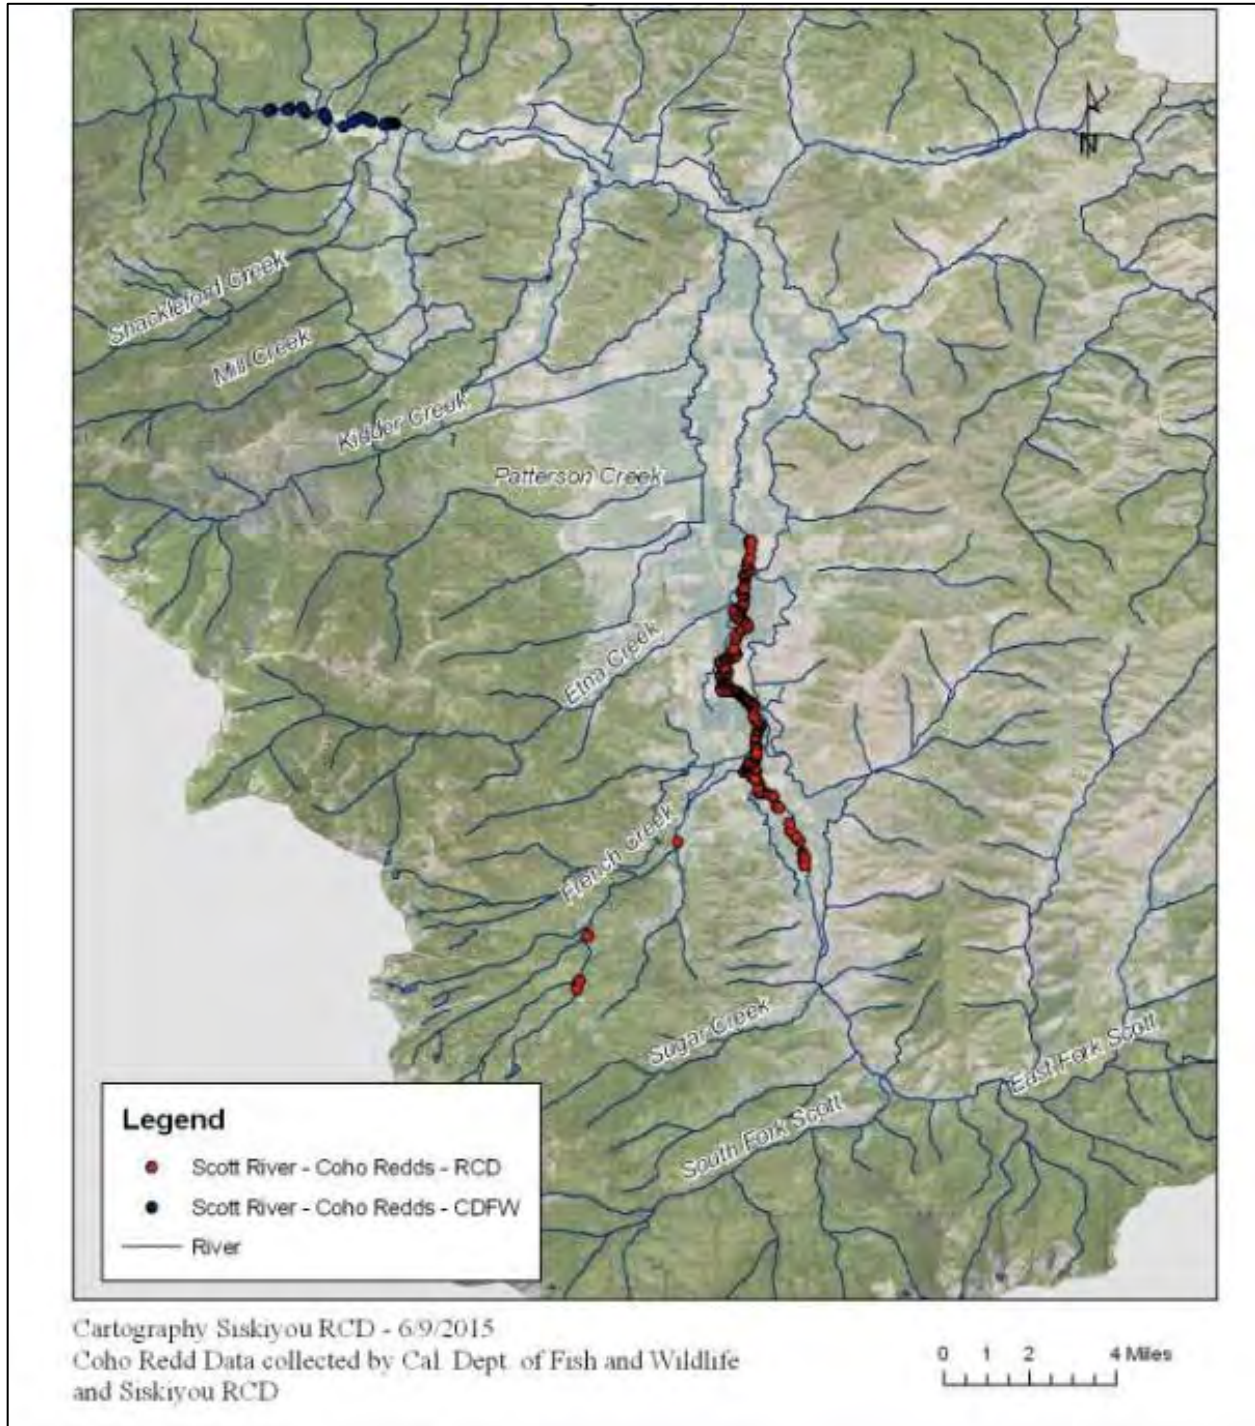 N
Shackleford Creek
Mill Creek
Kidder Creek
Patterson Creek
Etna Creek
French Creek
Sugar Creek
East Fork Scott
South Fork Scott
Legend
Scott River - Coho Redds - RCD
Scott River - Coho Redds - CDFW
River
Cartography Siskiyou RCD - 6/9/2015
Coho Redd Data collected by Cal. Dept. of Fish and Wildlife
and Siskiyou RCD
0 1 2 4 Miles